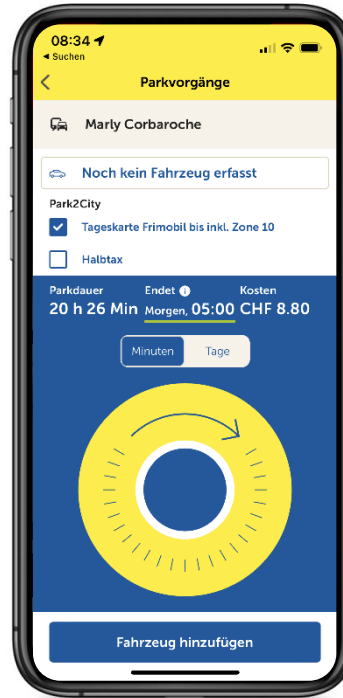 08:34
◀ Suchen
Parkvorgänge
Marly Corbaroche
Noch kein Fahrzeug erfasst
Park2City
Tageskarte Frimobil bis inkl. Zone 10
Halbtax
Parkdauer Endet Kosten
20 h 26 Min Morgen, 05:00 CHF 8.80
Minuten Tage
Fahrzeug hinzufügen